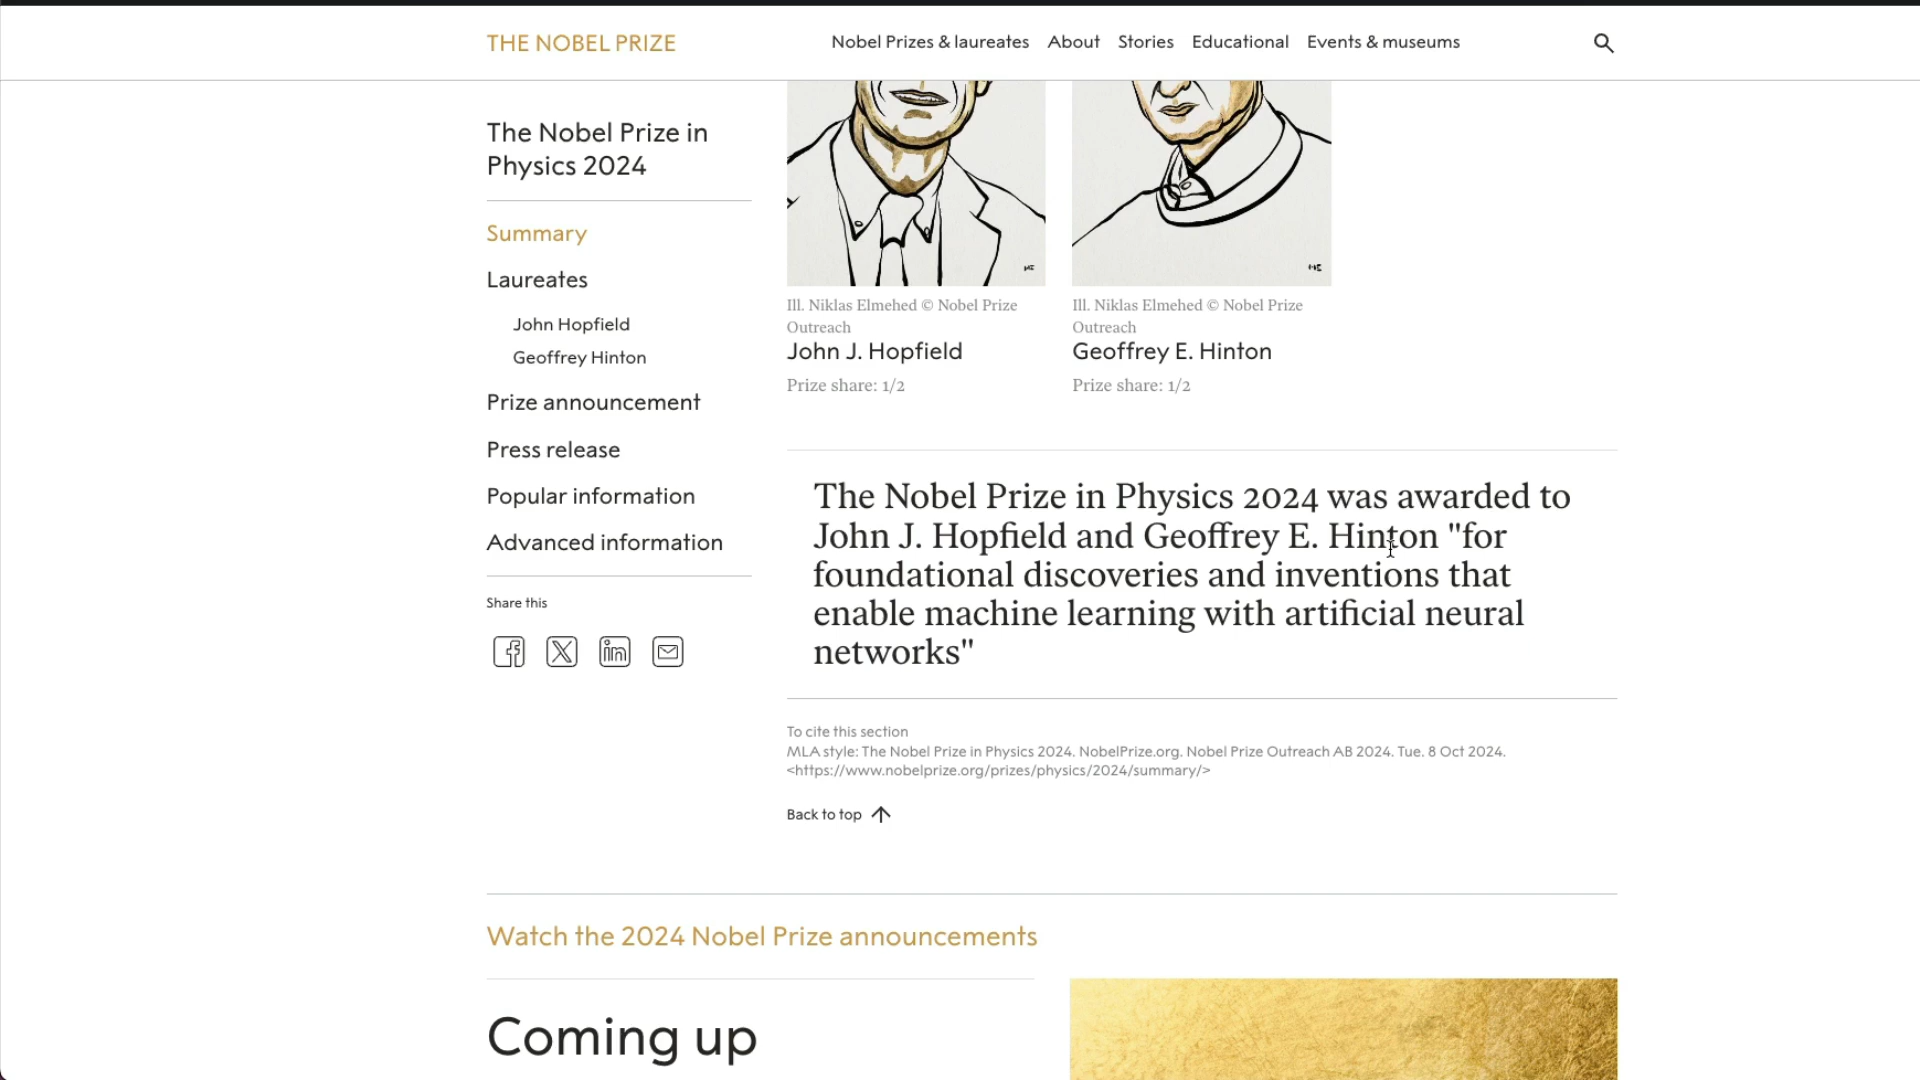 THE NOBEL PRIZE
Nobel Prizes & laureates
About
Stories
Educational
Events & museums
The Nobel Prize in
Physics 2024
Summary
Laureates
John Hopfield
Geoffrey Hinton
Prize announcement
Press release
Popular information
Advanced information
Share this
Ill. Niklas Elmehed © Nobel Prize
Outreach
John J. Hopfield
Prize share: 1/2
Ill. Niklas Elmehed © Nobel Prize
Outreach
Geoffrey E. Hinton
Prize share: 1/2
The Nobel Prize in Physics 2024 was awarded to
John J. Hopfield and Geoffrey E. Hinton "for
foundational discoveries and inventions that
enable machine learning with artificial neural
networks"
To cite this section
MLA style: The Nobel Prize in Physics 2024. NobelPrize.org. Nobel Prize Outreach AB 2024. Tue. 8 Oct 2024.
<https://www.nobelprize.org/prizes/physics/2024/summary/>
Back to top
Watch the 2024 Nobel Prize announcements
Coming up